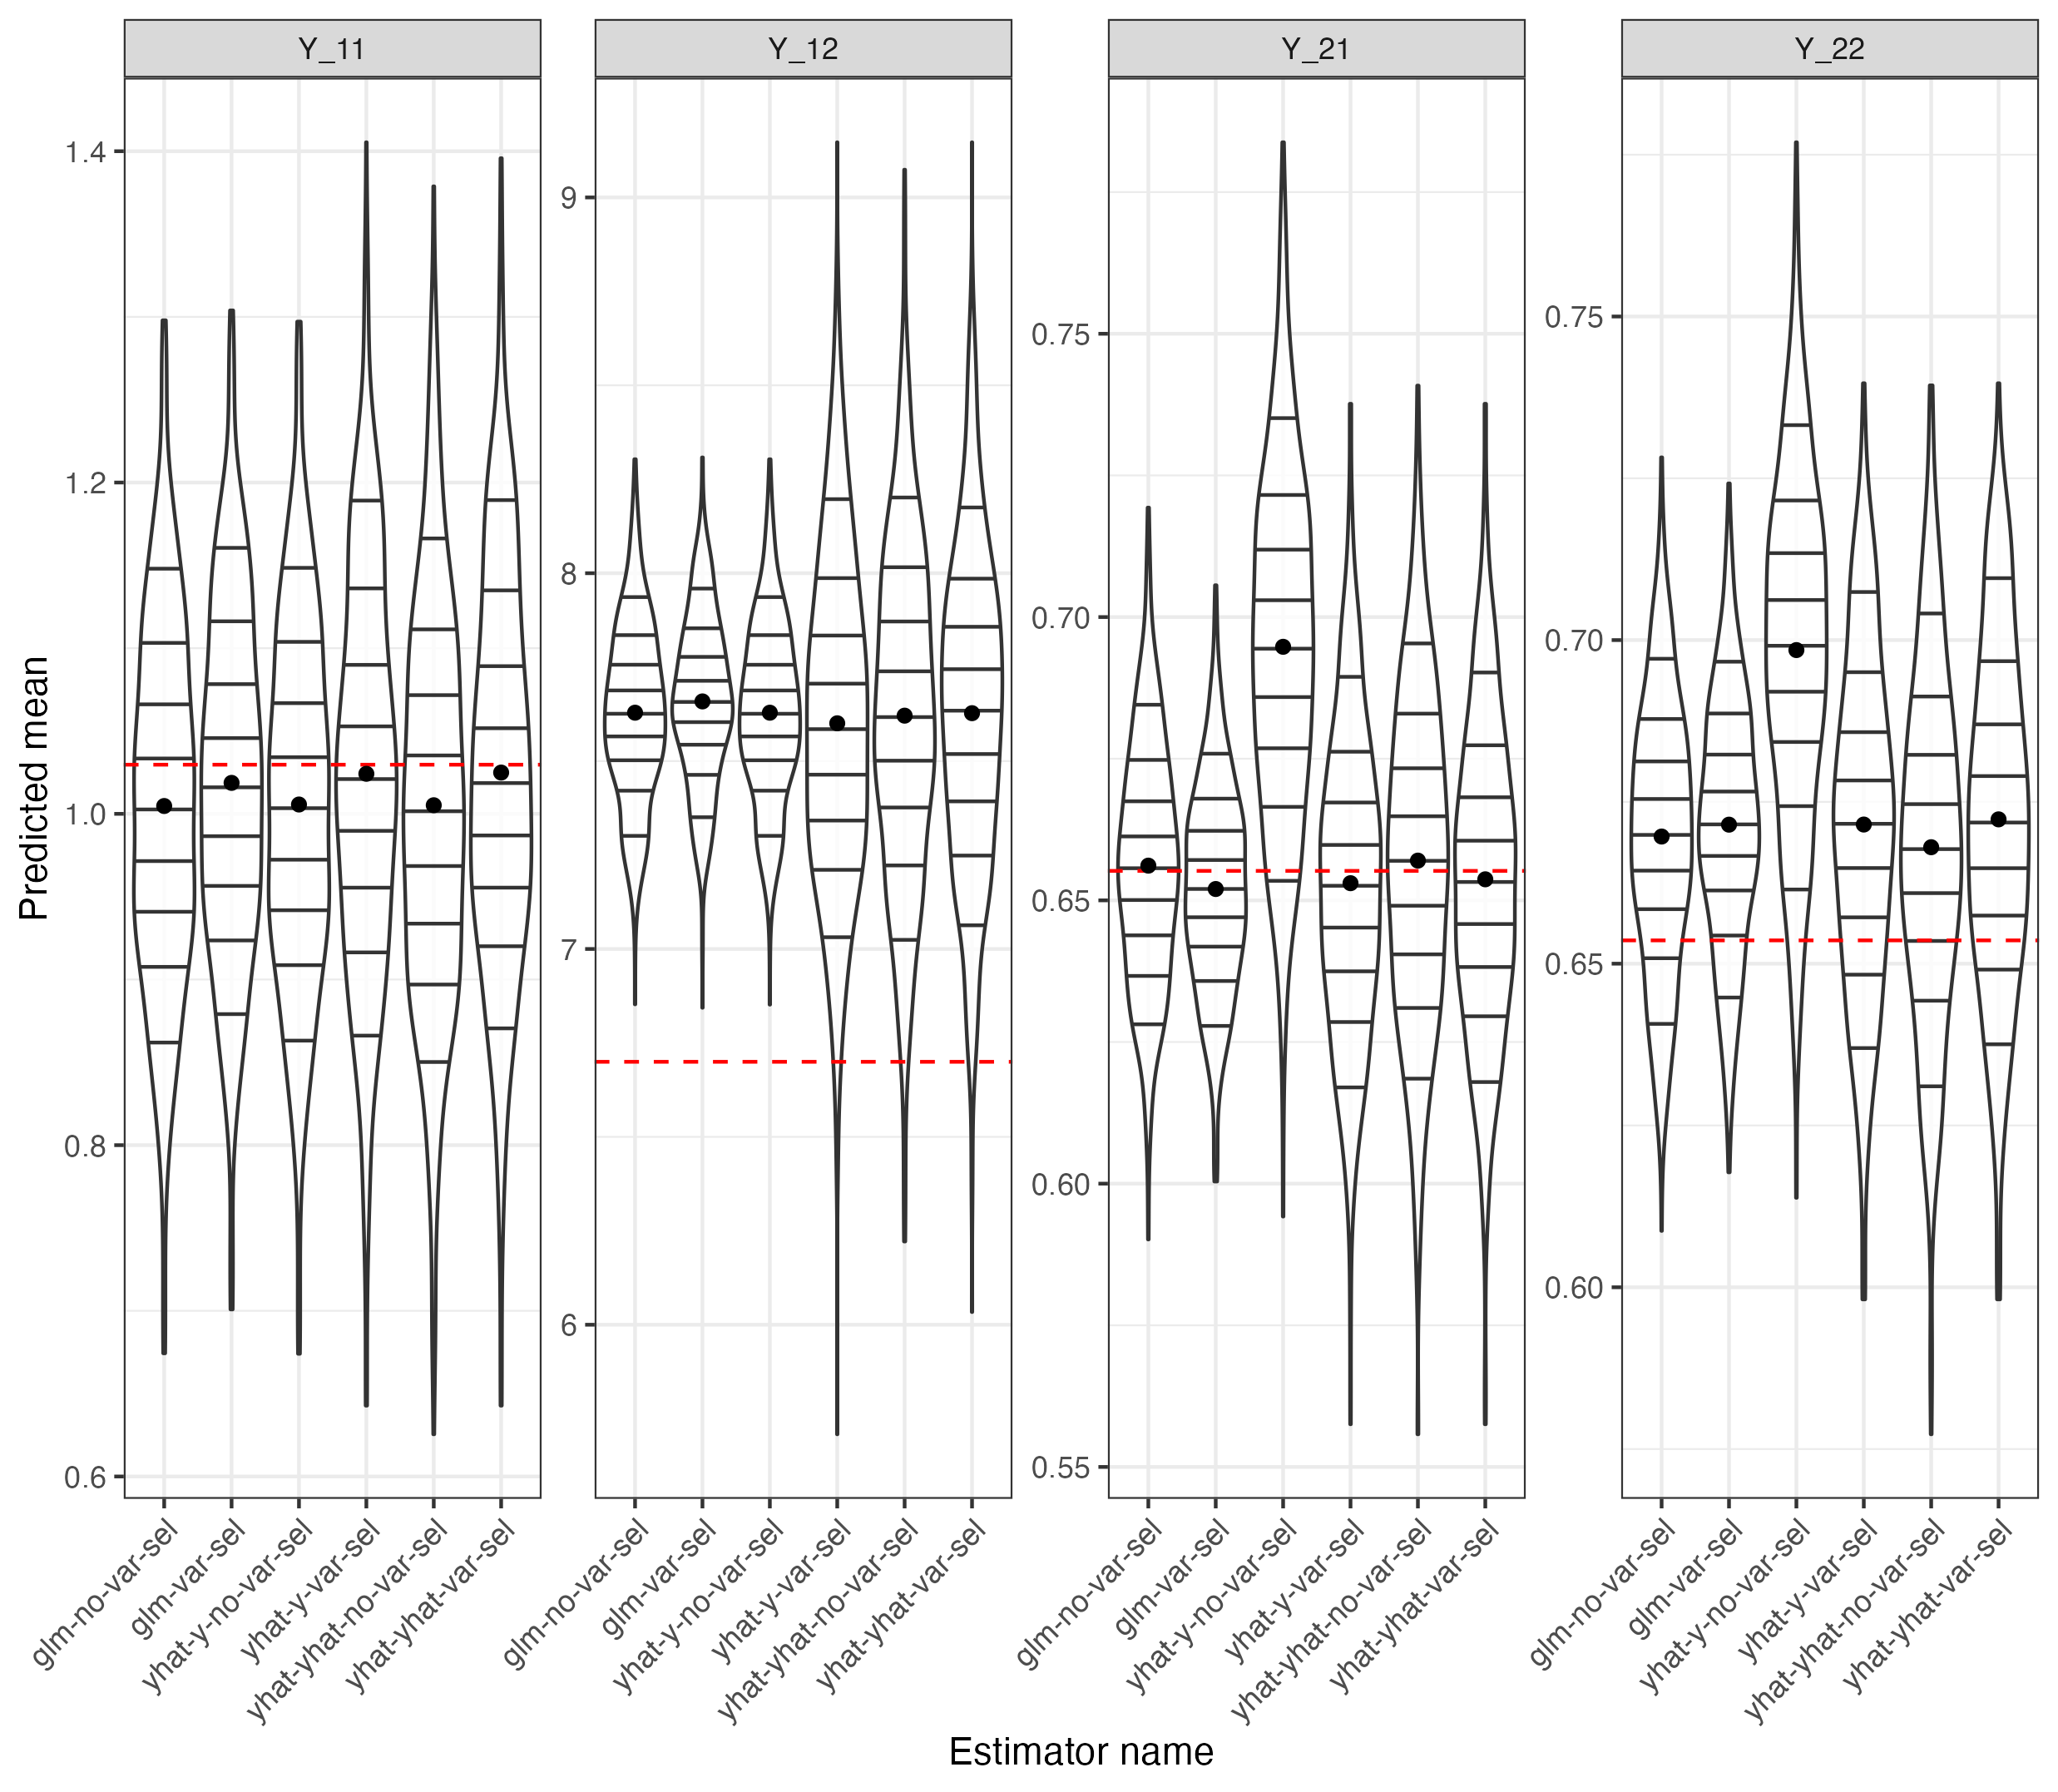 Y_11
Y_12
Y_21
Y_22
Predicted mean
1.4
1.2
1.0
0.8
0.6
9
8
7
6
0.75
0.70
0.65
0.60
0.55
0.75
0.70
0.65
0.60
glm-no-var-sel
glm-var-sel
yhat-y-no-var-sel
yhat-y-var-sel
yhat-yhat-no-var-sel
yhat-yhat-var-sel
glm-no-var-sel
glm-var-sel
yhat-y-no-var-sel
yhat-y-var-sel
yhat-yhat-no-var-sel
yhat-yhat-var-sel
glm-no-var-sel
glm-var-sel
yhat-y-no-var-sel
yhat-y-var-sel
yhat-yhat-no-var-sel
yhat-yhat-var-sel
glm-no-var-sel
glm-var-sel
yhat-y-no-var-sel
yhat-y-var-sel
yhat-yhat-no-var-sel
yhat-yhat-var-sel
Estimator name